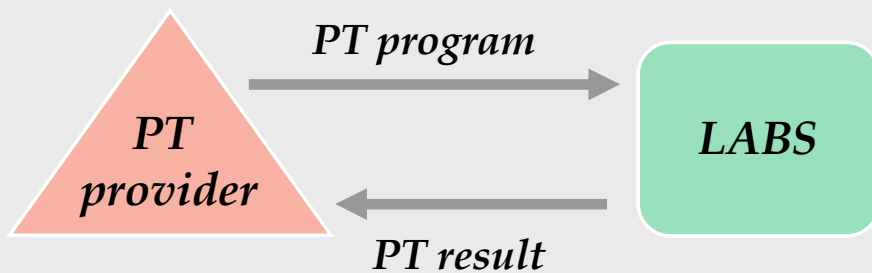 PT program
PT
provider
LABS
PT result